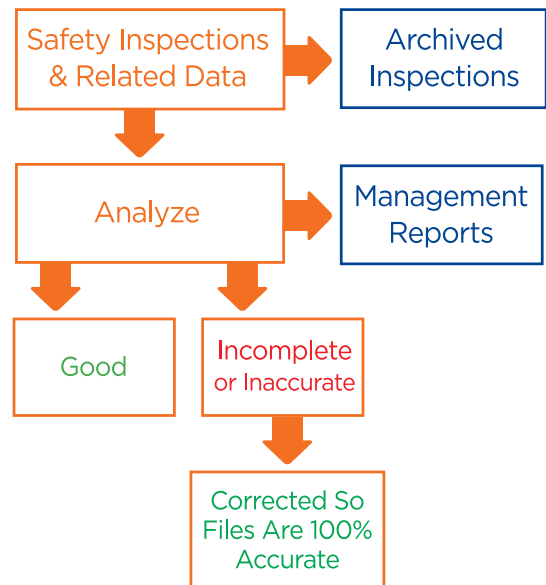 Safety Inspections
& Related Data
Archived
Inspections
Analyze
Management
Reports
Good
Incomplete
or Inaccurate
Corrected So
Files Are 100%
Accurate